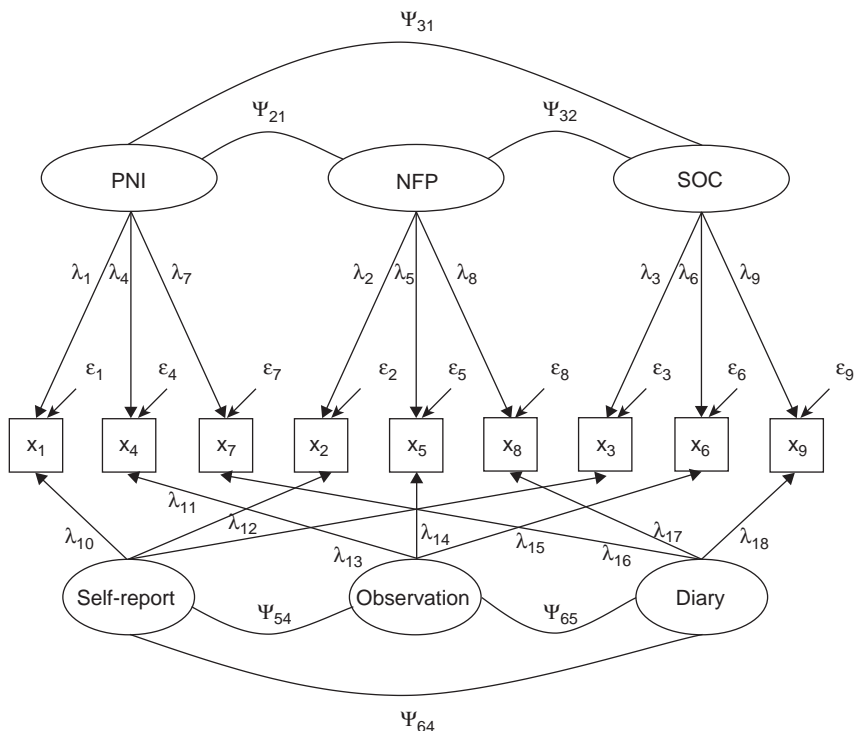 Ψ31
Ψ21 Ψ32
PNI NFP SOC
λ1 λ4 λ7 λ2 λ5 λ8 λ3 λ6 λ9
ε1 ε4 ε7 ε2 ε5 ε8 ε3 ε6 ε9
x1 x4 x7 x2 x5 x8 x3 x6 x9
λ10 λ11 λ12 λ13 λ14 λ15 λ16 λ17 λ18
Self-report Observation Diary
Ψ54 Ψ65
Ψ64